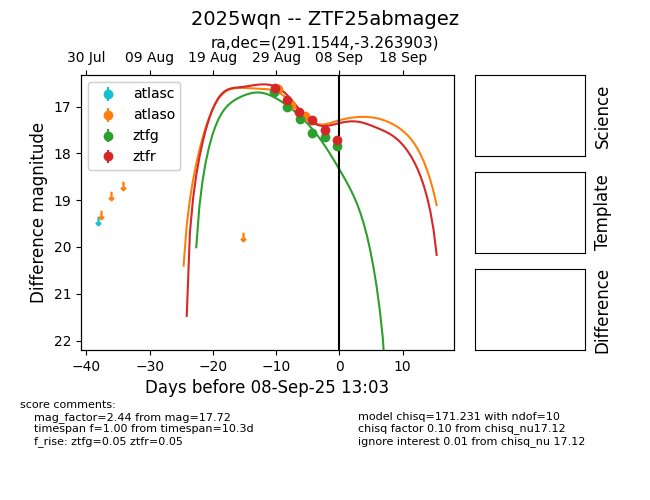 2025wqn -- ZTF25abmagez
ra,dec=(291.1544,-3.263903)
30 Jul 09 Aug 19 Aug 29 Aug 08 Sep 18 Sep
atlasc
atlaso
ztfg
ztfr
17
18
19
20
21
22
Difference magnitude
−40 −30 −20 −10 0 10
Days before 08-Sep-25 13:03
Science
Template
Difference
score comments:
mag_factor=2.44 from mag=17.72
timespan f=1.00 from timespan=10.3d
f_rise: ztfg=0.05 ztfr=0.05
model chisq=171.231 with ndof=10
chisq factor 0.10 from chisq_nu17.12
ignore interest 0.01 from chisq_nu 17.12